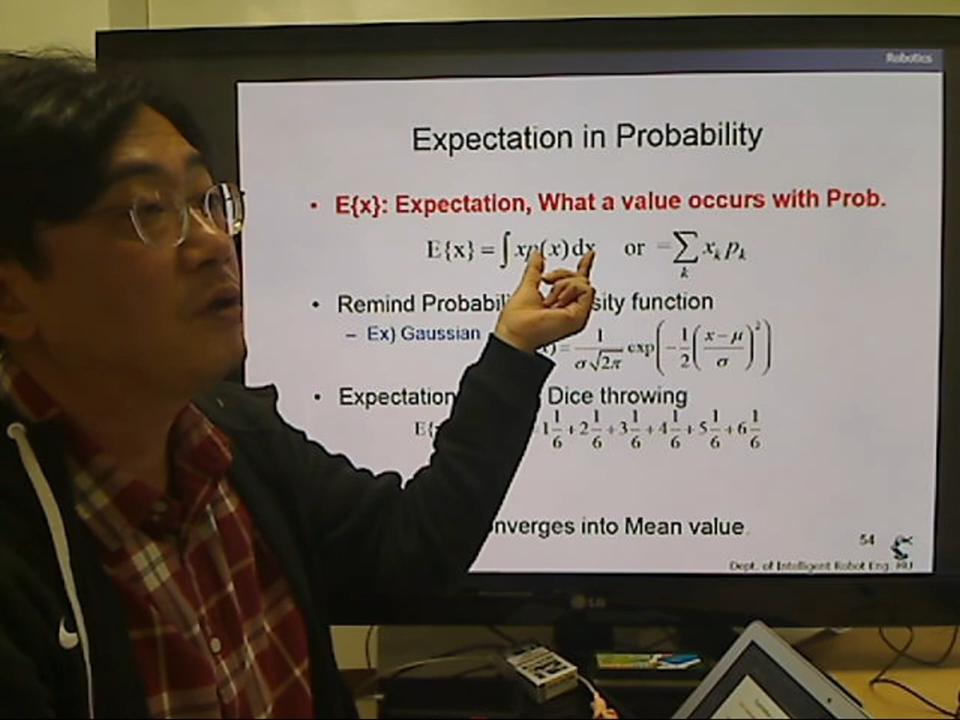 Robotics
Expectation in Probability
• E{x}: Expectation, What a value occurs with Prob.
E{x} = ∫ xp(x)dx or = ∑ₖ xₖ pₖ
• Remind Probabili sity function
– Ex) Gaussian ) = 1/(σ√2π) exp(−1/2((x−μ)/σ)²)
• Expectation Dice throwing
E{ =1 1/6 +2 1/6 +3 1/6 +4 1/6 +5 1/6 +6 1/6
nverges into Mean value.
54
Dept. of Intelligent Robot Eng. HU
LG